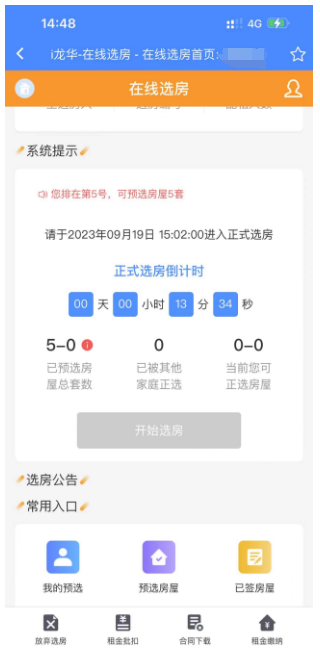 14:48
4G
i龙华-在线选房 - 在线选房首页:
在线选房
系统提示
您排在第5号，可预选房屋5套
请于2023年09月19日 15:02:00进入正式选房
正式选房倒计时
00 天 00 小时 13 分 34 秒
5-0 0 0-0
已预选房 已被其他 当前您可
屋总套数 家庭正选 正选房屋
开始选房
选房公告
常用入口
我的预选 预选房屋 已签房屋
放弃选房 租金批扣 合同下载 租金缴纳